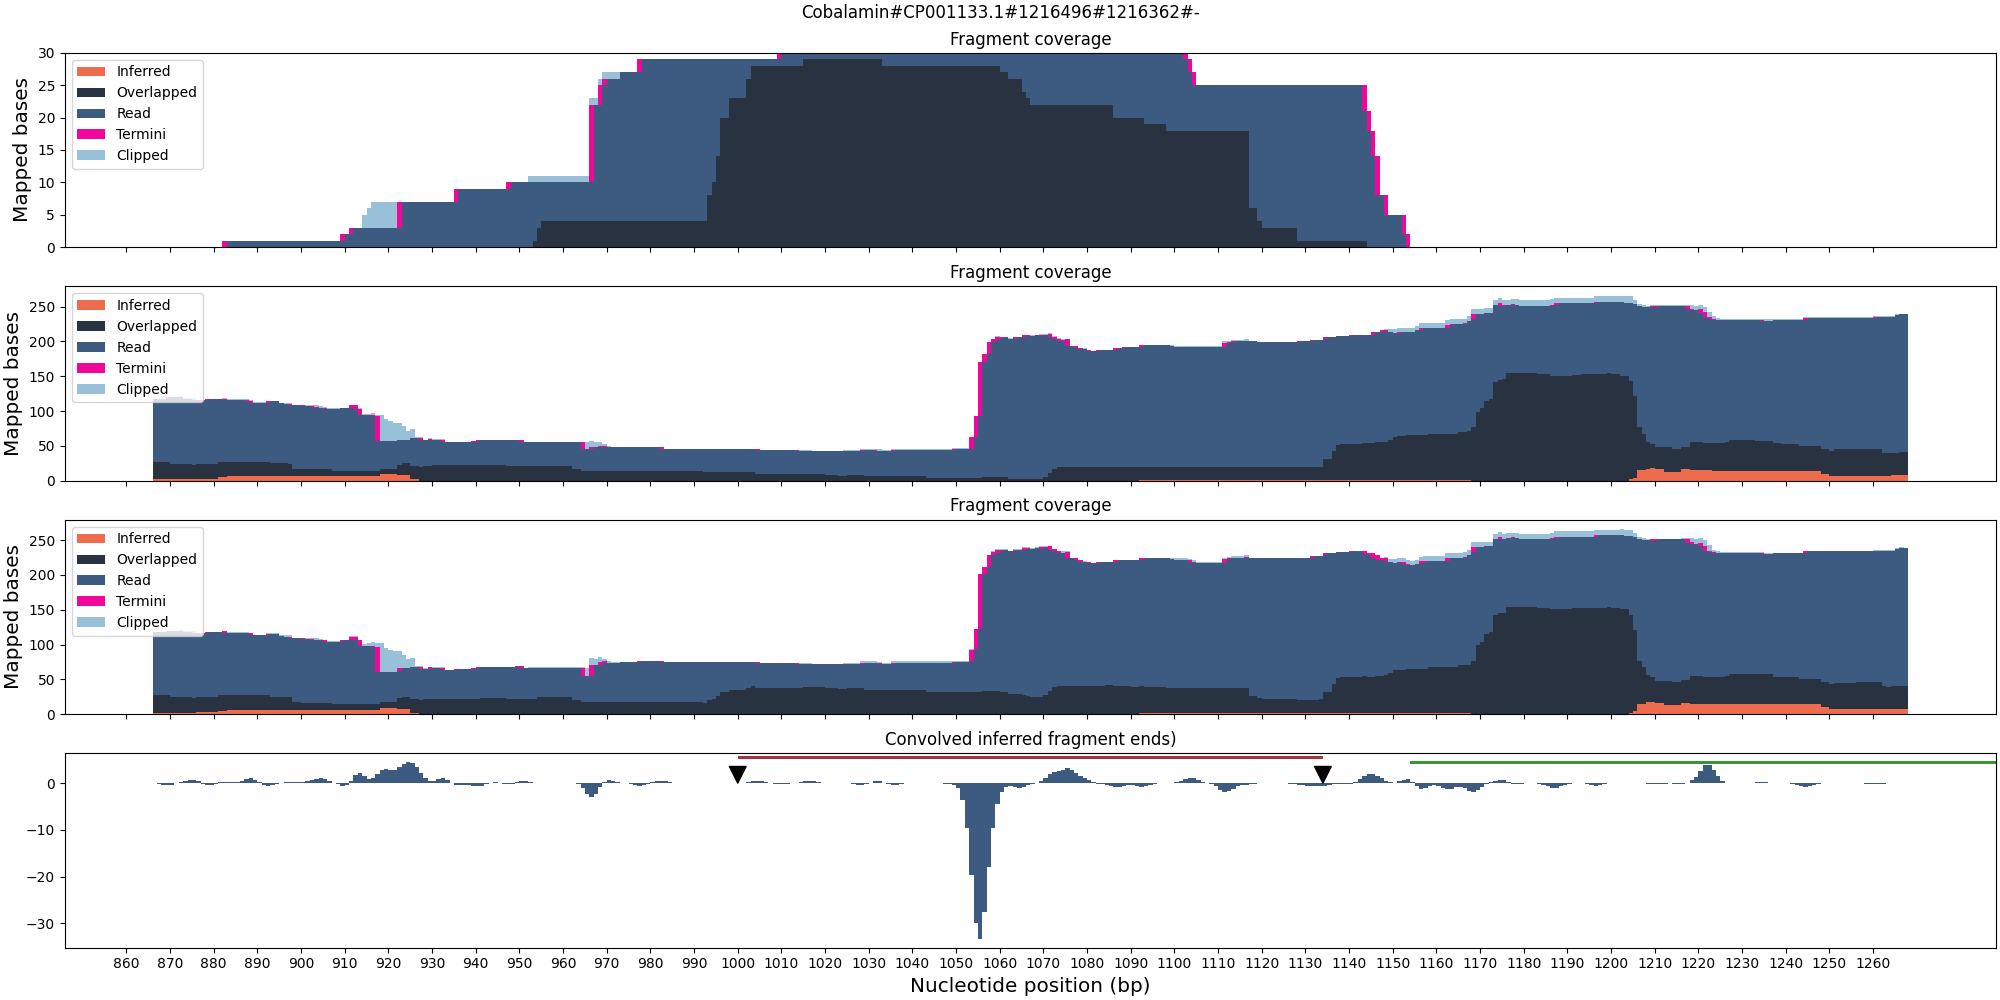 Cobalamin#CP001133.1#1216496#1216362#-
Fragment coverage
Mapped bases
30
25
20
15
10
5
0
Inferred
Overlapped
Read
Termini
Clipped
Fragment coverage
Mapped bases
250
200
150
100
50
0
Inferred
Overlapped
Read
Termini
Clipped
Fragment coverage
Mapped bases
250
200
150
100
50
0
Inferred
Overlapped
Read
Termini
Clipped
Convolved inferred fragment ends)
0
−10
−20
−30
860 870 880 890 900 910 920 930 940 950 960 970 980 990 1000 1010 1020 1030 1040 1050 1060 1070 1080 1090 1100 1110 1120 1130 1140 1150 1160 1170 1180 1190 1200 1210 1220 1230 1240 1250 1260
Nucleotide position (bp)